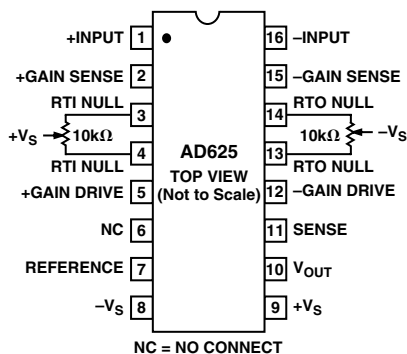 +INPUT 1 16 –INPUT
+GAIN SENSE 2 15 –GAIN SENSE
RTI NULL 3 14 RTO NULL
+VS 10kΩ 10kΩ –VS
RTI NULL 4 13 RTO NULL
AD625
TOP VIEW
(Not to Scale)
+GAIN DRIVE 5 12 –GAIN DRIVE
NC 6 11 SENSE
REFERENCE 7 10 VOUT
–VS 8 9 +VS
NC = NO CONNECT